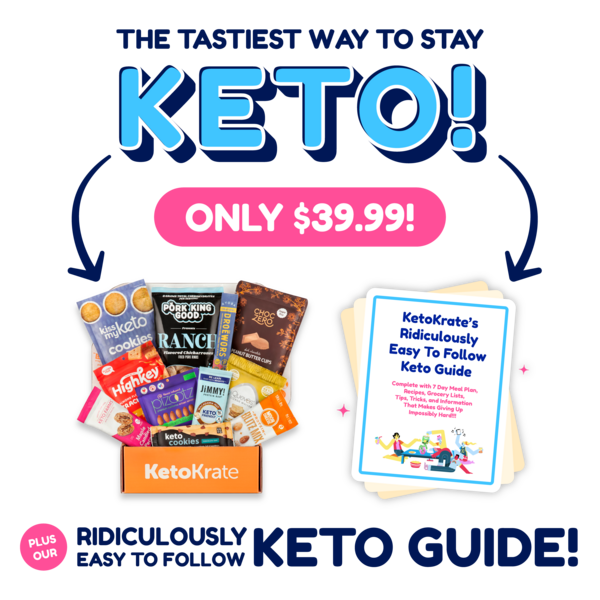 THE TASTIEST WAY TO STAY
KETO!
ONLY $39.99!
kiss
my keto
cookies
PORK KING
GOOD
RANCH
Flavored Chicharrones
DROEWORS
CHOC
ZERO
PEANUT BUTTER CUPS
Highkey
JiMMY!
KETO
keto
cookies
KetoKrate
KetoKrate's
Ridiculously
Easy To Follow
Keto Guide
Complete with 7 Day Meal Plan,
Recipes, Grocery Lists,
Tips, Tricks, and Information
That Makes Giving Up
Impossibly Hard!!!
PLUS
OUR
RIDICULOUSLY
EASY TO FOLLOW
KETO GUIDE!